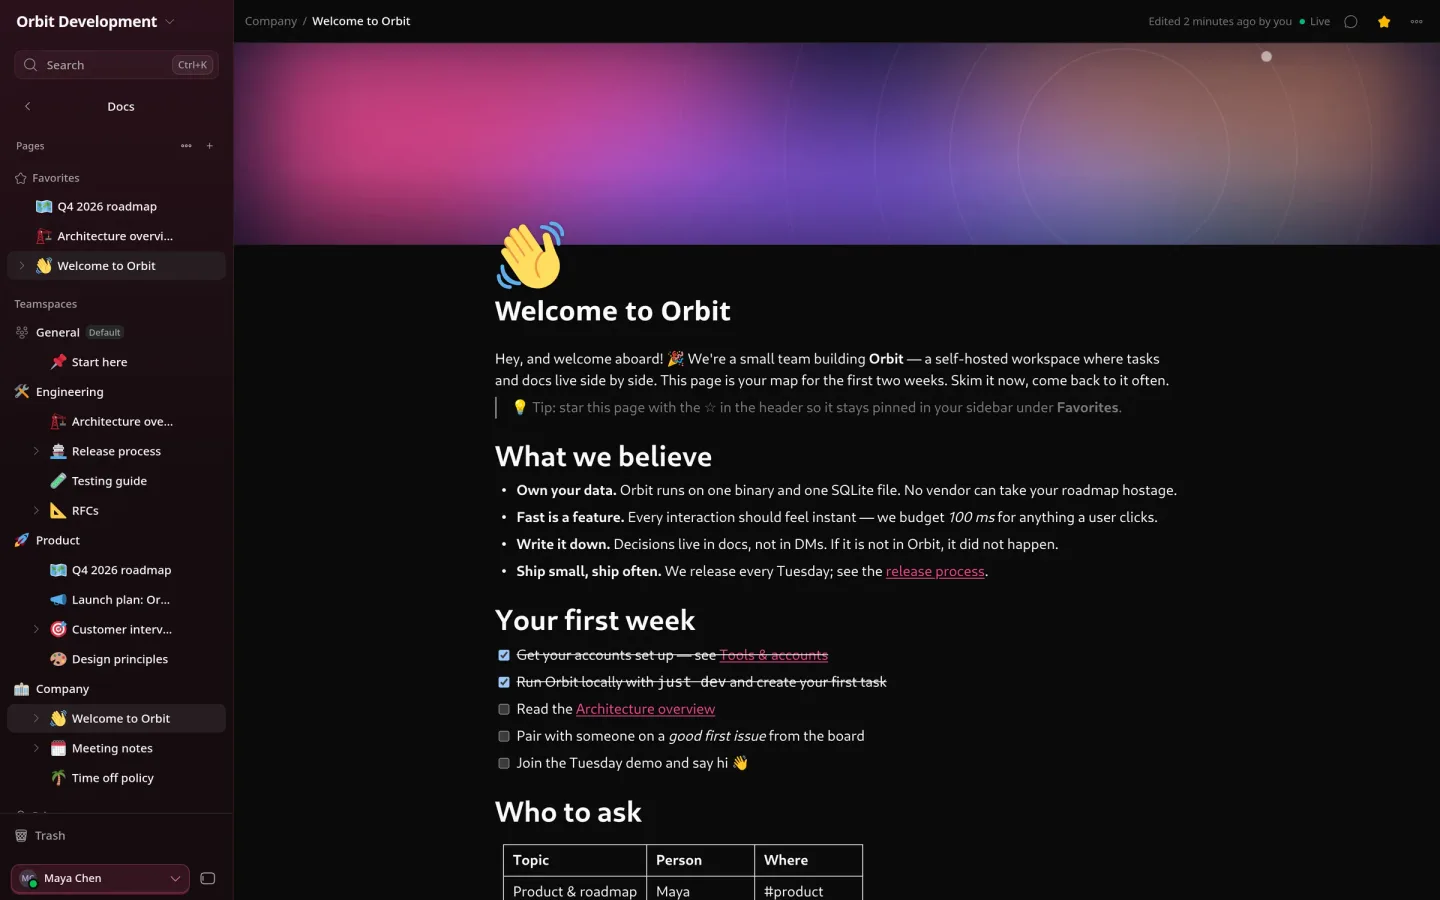 Orbit Development
Search
Ctrl+K
Docs
Pages
Favorites
Q4 2026 roadmap
Architecture overvi...
Welcome to Orbit
Teamspaces
General Default
Start here
Engineering
Architecture ove...
Release process
Testing guide
RFCs
Product
Q4 2026 roadmap
Launch plan: Or...
Customer interv...
Design principles
Company
Welcome to Orbit
Meeting notes
Time off policy
Trash
MC Maya Chen
Company / Welcome to Orbit
Edited 2 minutes ago by you • Live
Welcome to Orbit
Hey, and welcome aboard! 🎉 We're a small team building Orbit — a self-hosted workspace where tasks
and docs live side by side. This page is your map for the first two weeks. Skim it now, come back to it often.
💡 Tip: star this page with the ☆ in the header so it stays pinned in your sidebar under Favorites.
What we believe
• Own your data. Orbit runs on one binary and one SQLite file. No vendor can take your roadmap hostage.
• Fast is a feature. Every interaction should feel instant — we budget 100 ms for anything a user clicks.
• Write it down. Decisions live in docs, not in DMs. If it is not in Orbit, it did not happen.
• Ship small, ship often. We release every Tuesday; see the release process.
Your first week
Get your accounts set up — see Tools & accounts
Run Orbit locally with just dev and create your first task
Read the Architecture overview
Pair with someone on a good first issue from the board
Join the Tuesday demo and say hi 👋
Who to ask
Topic Person Where
Product & roadmap Maya #product